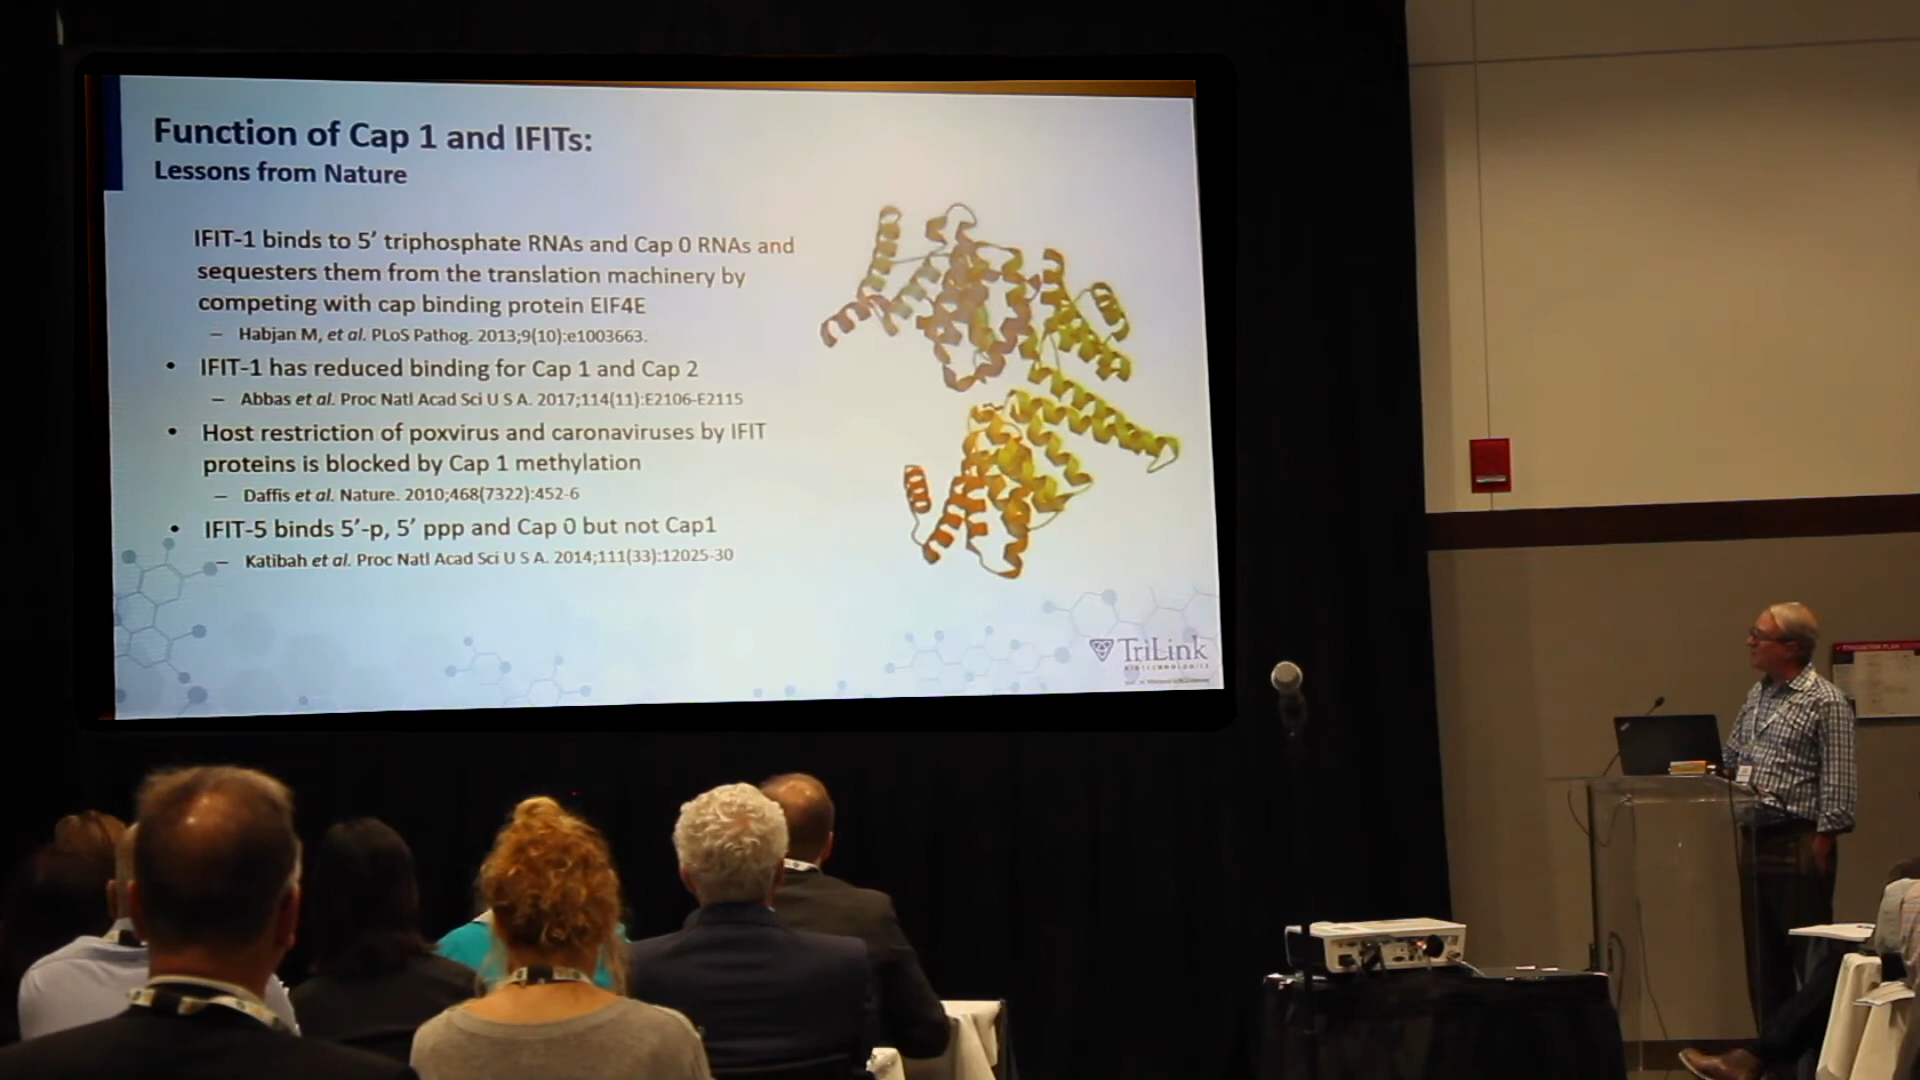 Function of Cap 1 and IFITs:
Lessons from Nature
IFIT-1 binds to 5’ triphosphate RNAs and Cap 0 RNAs and
sequesters them from the translation machinery by
competing with cap binding protein EIF4E
– Habjan M, et al. PLoS Pathog. 2013;9(10):e1003663.
• IFIT-1 has reduced binding for Cap 1 and Cap 2
– Abbas et al. Proc Natl Acad Sci U S A. 2017;114(11):E2106-E2115
• Host restriction of poxvirus and caronaviruses by IFIT
proteins is blocked by Cap 1 methylation
– Daffis et al. Nature. 2010;468(7322):452-6
• IFIT-5 binds 5’-p, 5’ ppp and Cap 0 but not Cap1
– Katibah et al. Proc Natl Acad Sci U S A. 2014;111(33):12025-30
TriLink
BIOTECHNOLOGIES
EVACUATION PLAN